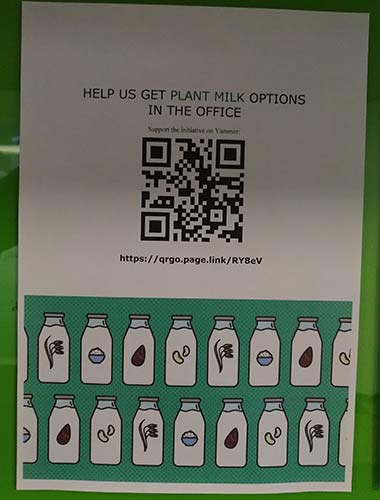 HELP US GET PLANT MILK OPTIONS
IN THE OFFICE
Support the initiative on Yammer:
https://qrgo.page.link/RY8eV